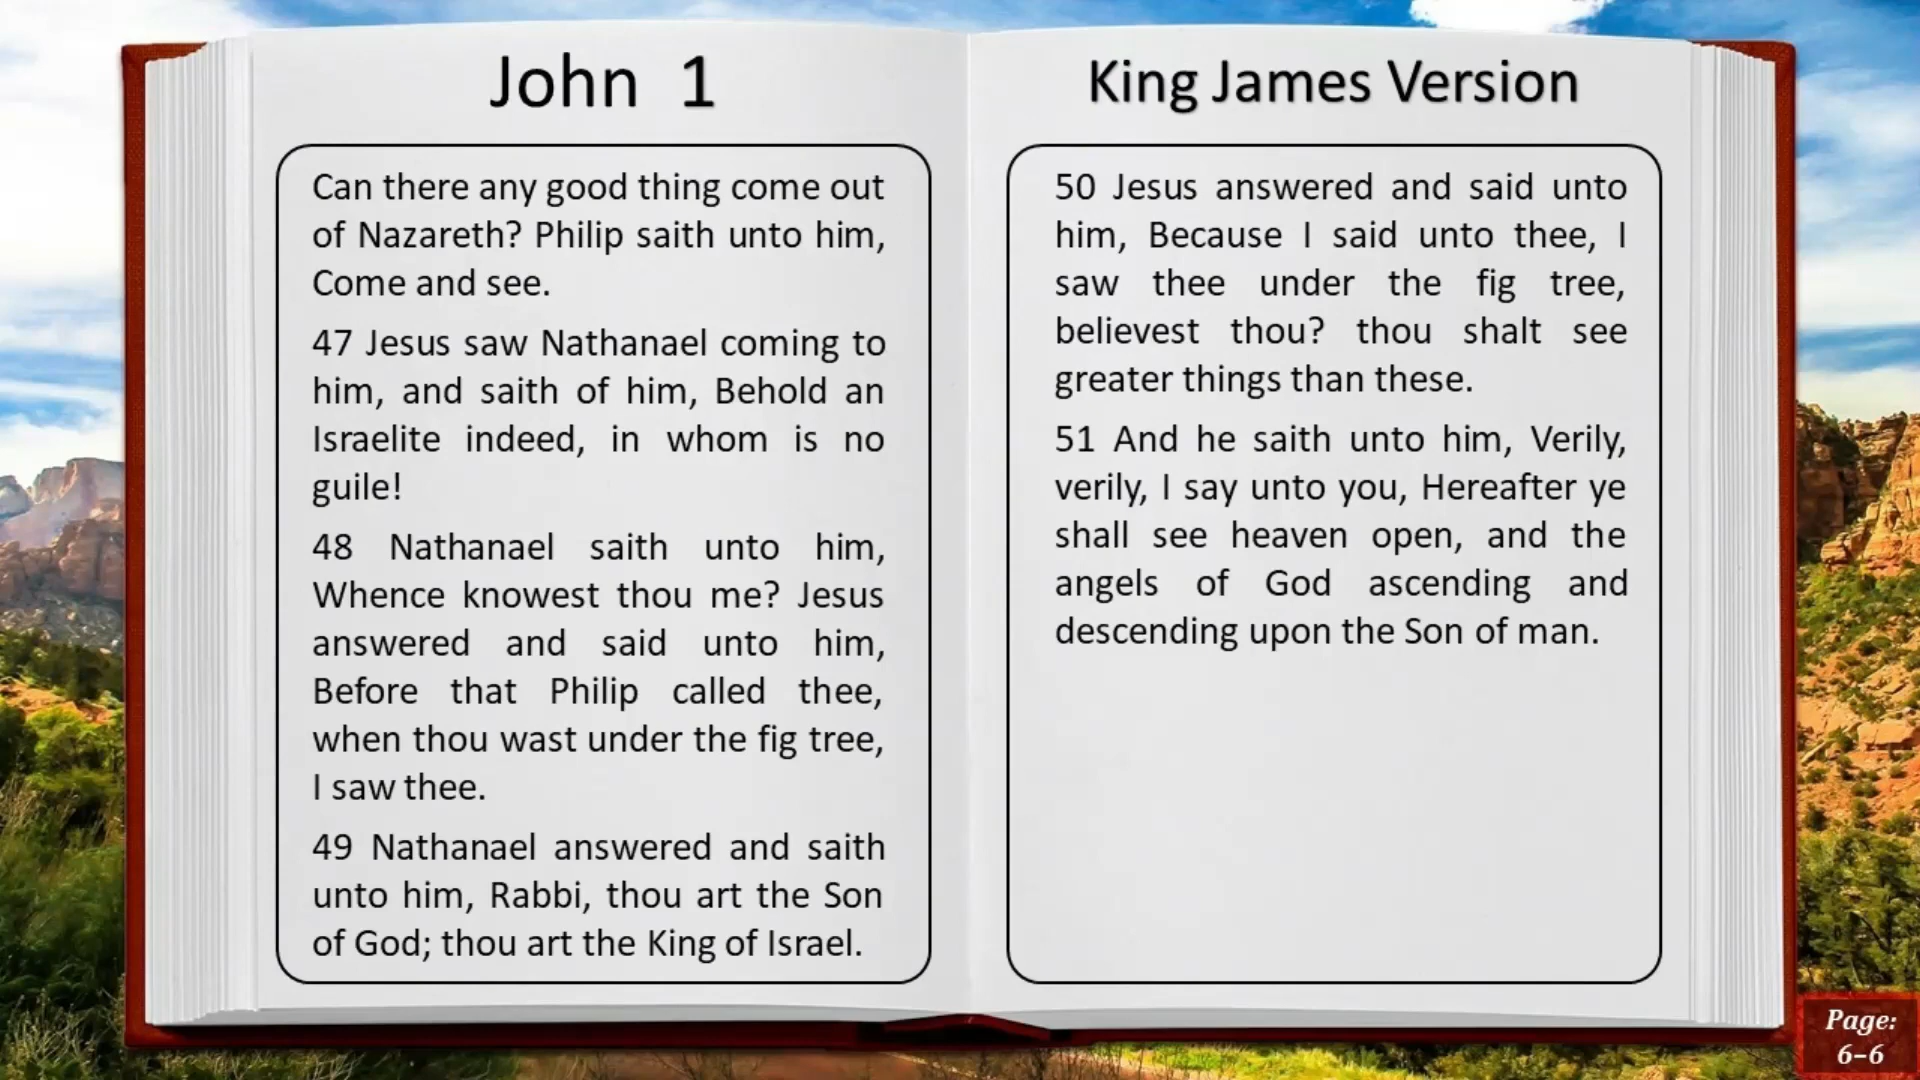 John 1
Can there any good thing come out
of Nazareth? Philip saith unto him,
Come and see.
47 Jesus saw Nathanael coming to
him, and saith of him, Behold an
Israelite indeed, in whom is no
guile!
48 Nathanael saith unto him,
Whence knowest thou me? Jesus
answered and said unto him,
Before that Philip called thee,
when thou wast under the fig tree,
I saw thee.
49 Nathanael answered and saith
unto him, Rabbi, thou art the Son
of God; thou art the King of Israel.
King James Version
50 Jesus answered and said unto
him, Because I said unto thee, I
saw thee under the fig tree,
believest thou? thou shalt see
greater things than these.
51 And he saith unto him, Verily,
verily, I say unto you, Hereafter ye
shall see heaven open, and the
angels of God ascending and
descending upon the Son of man.
Page:
6-6